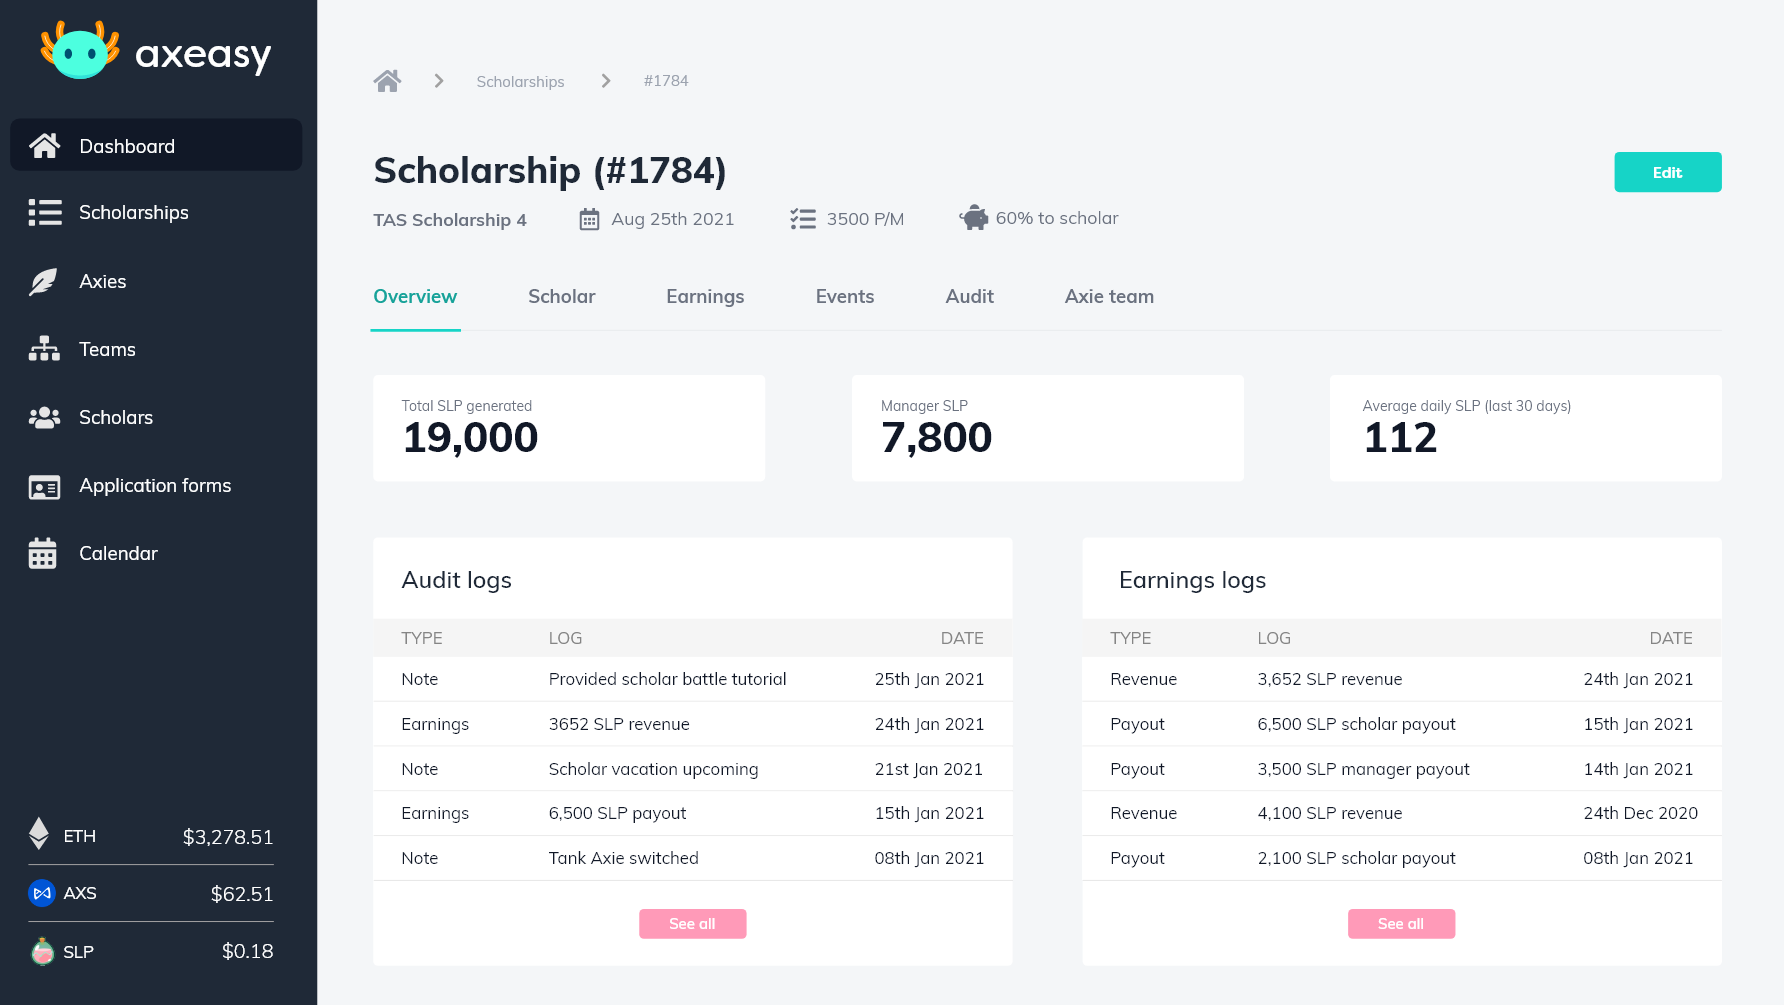 axeasy
Dashboard
Scholarships
Axies
Teams
Scholars
Application forms
Calendar
ETH $3,278.51
AXS $62.51
SLP $0.18
Scholarships #1784
Scholarship (#1784)
Edit
TAS Scholarship 4 Aug 25th 2021 3500 P/M 60% to scholar
Overview Scholar Earnings Events Audit Axie team
Total SLP generated
19,000
Manager SLP
7,800
Average daily SLP (last 30 days)
112
Audit logs
TYPE LOG DATE
Note Provided scholar battle tutorial 25th Jan 2021
Earnings 3652 SLP revenue 24th Jan 2021
Note Scholar vacation upcoming 21st Jan 2021
Earnings 6,500 SLP payout 15th Jan 2021
Note Tank Axie switched 08th Jan 2021
See all
Earnings logs
TYPE LOG DATE
Revenue 3,652 SLP revenue 24th Jan 2021
Payout 6,500 SLP scholar payout 15th Jan 2021
Payout 3,500 SLP manager payout 14th Jan 2021
Revenue 4,100 SLP revenue 24th Dec 2020
Payout 2,100 SLP scholar payout 08th Jan 2021
See all